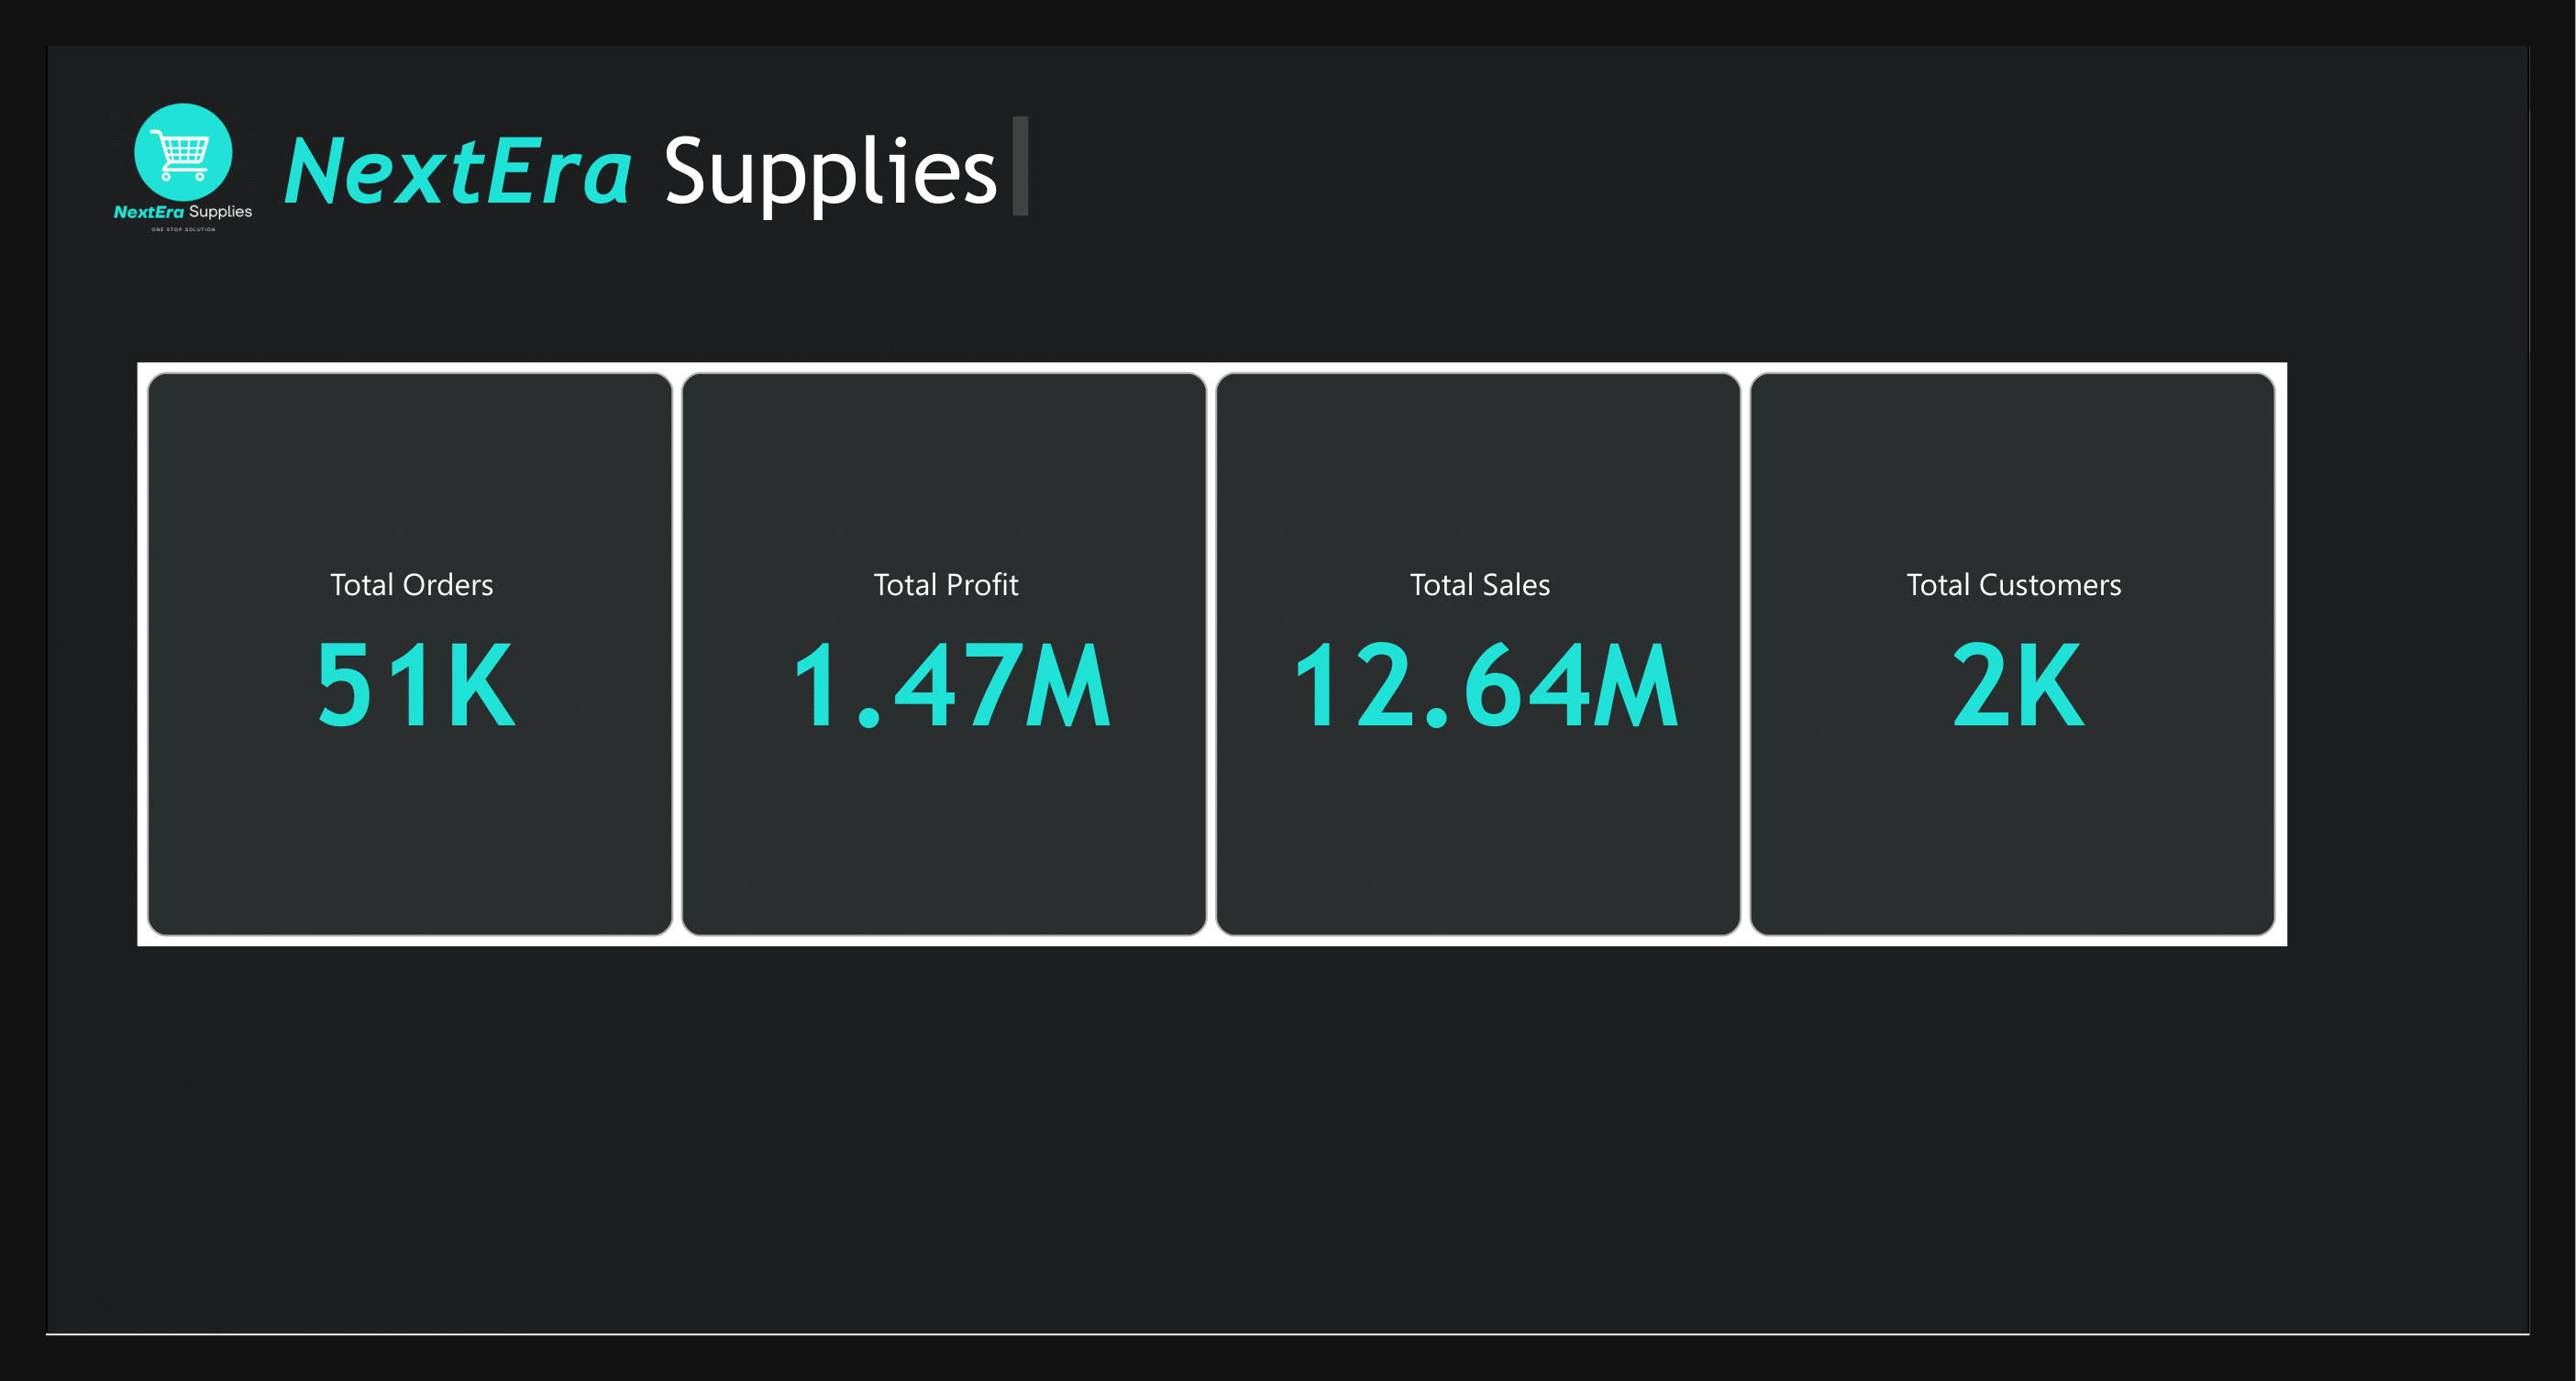 NextEra Supplies
NextEra Supplies
ONE STOP SOLUTION
Total Orders
51K
Total Profit
1.47M
Total Sales
12.64M
Total Customers
2K